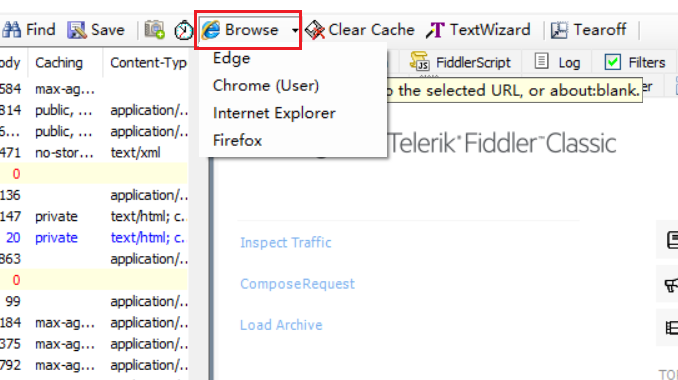 Find Save Browse Clear Cache TextWizard Tearoff
ody Caching Content-Typ
Edge
Chrome (User)
Internet Explorer
Firefox
FiddlerScript Log Filters
o the selected URL, or about:blank.
er
Telerik Fiddler Classic
584 max-ag...
814 public, ... application/..
6... public, ... application/..
471 no-stor... text/xml
0
136 application/..
147 private text/html; c..
20 private text/html; c..
863 application/..
0
99 application/..
184 max-ag... application/..
375 max-ag... application/..
792 max-ag... application/..
Inspect Traffic
ComposeRequest
Load Archive
TO